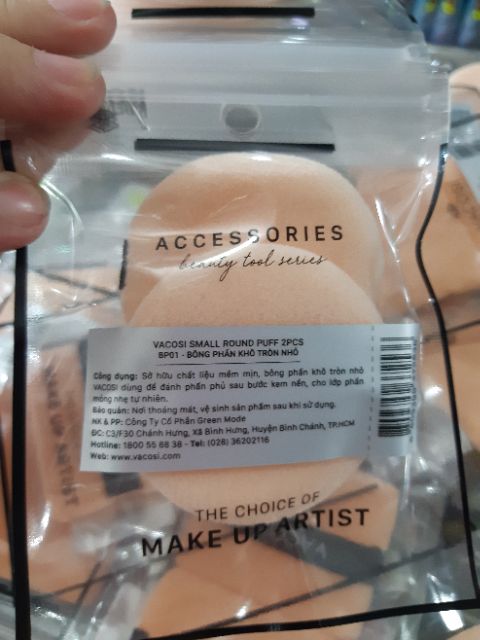 ACCESSORIES
beauty tool series
VACOSI SMALL ROUND PUFF 2PCS
BP01 - BÔNG PHẤN KHÔ TRÒN NHỎ
Công dụng: Sở hữu chất liệu mềm mịn, bông phấn khô tròn nhỏ
VACOSI dùng để đánh phấn phủ sau bước kem nền, cho lớp phấn
mỏng nhẹ tự nhiên.
Bảo quản: Nơi thoáng mát, vệ sinh sản phẩm sau khi sử dụng.
NK & PP: Công Ty Cổ Phần Green Mode
ĐC: C3/F30 Chánh Hưng, Xã Bình Hưng, Huyện Bình Chánh, TP.HCM
Hotline: 1800 55 88 38 - Tel: (028) 36202116
Web: www.vacosi.com
THE CHOICE OF
MAKE UP ARTIST